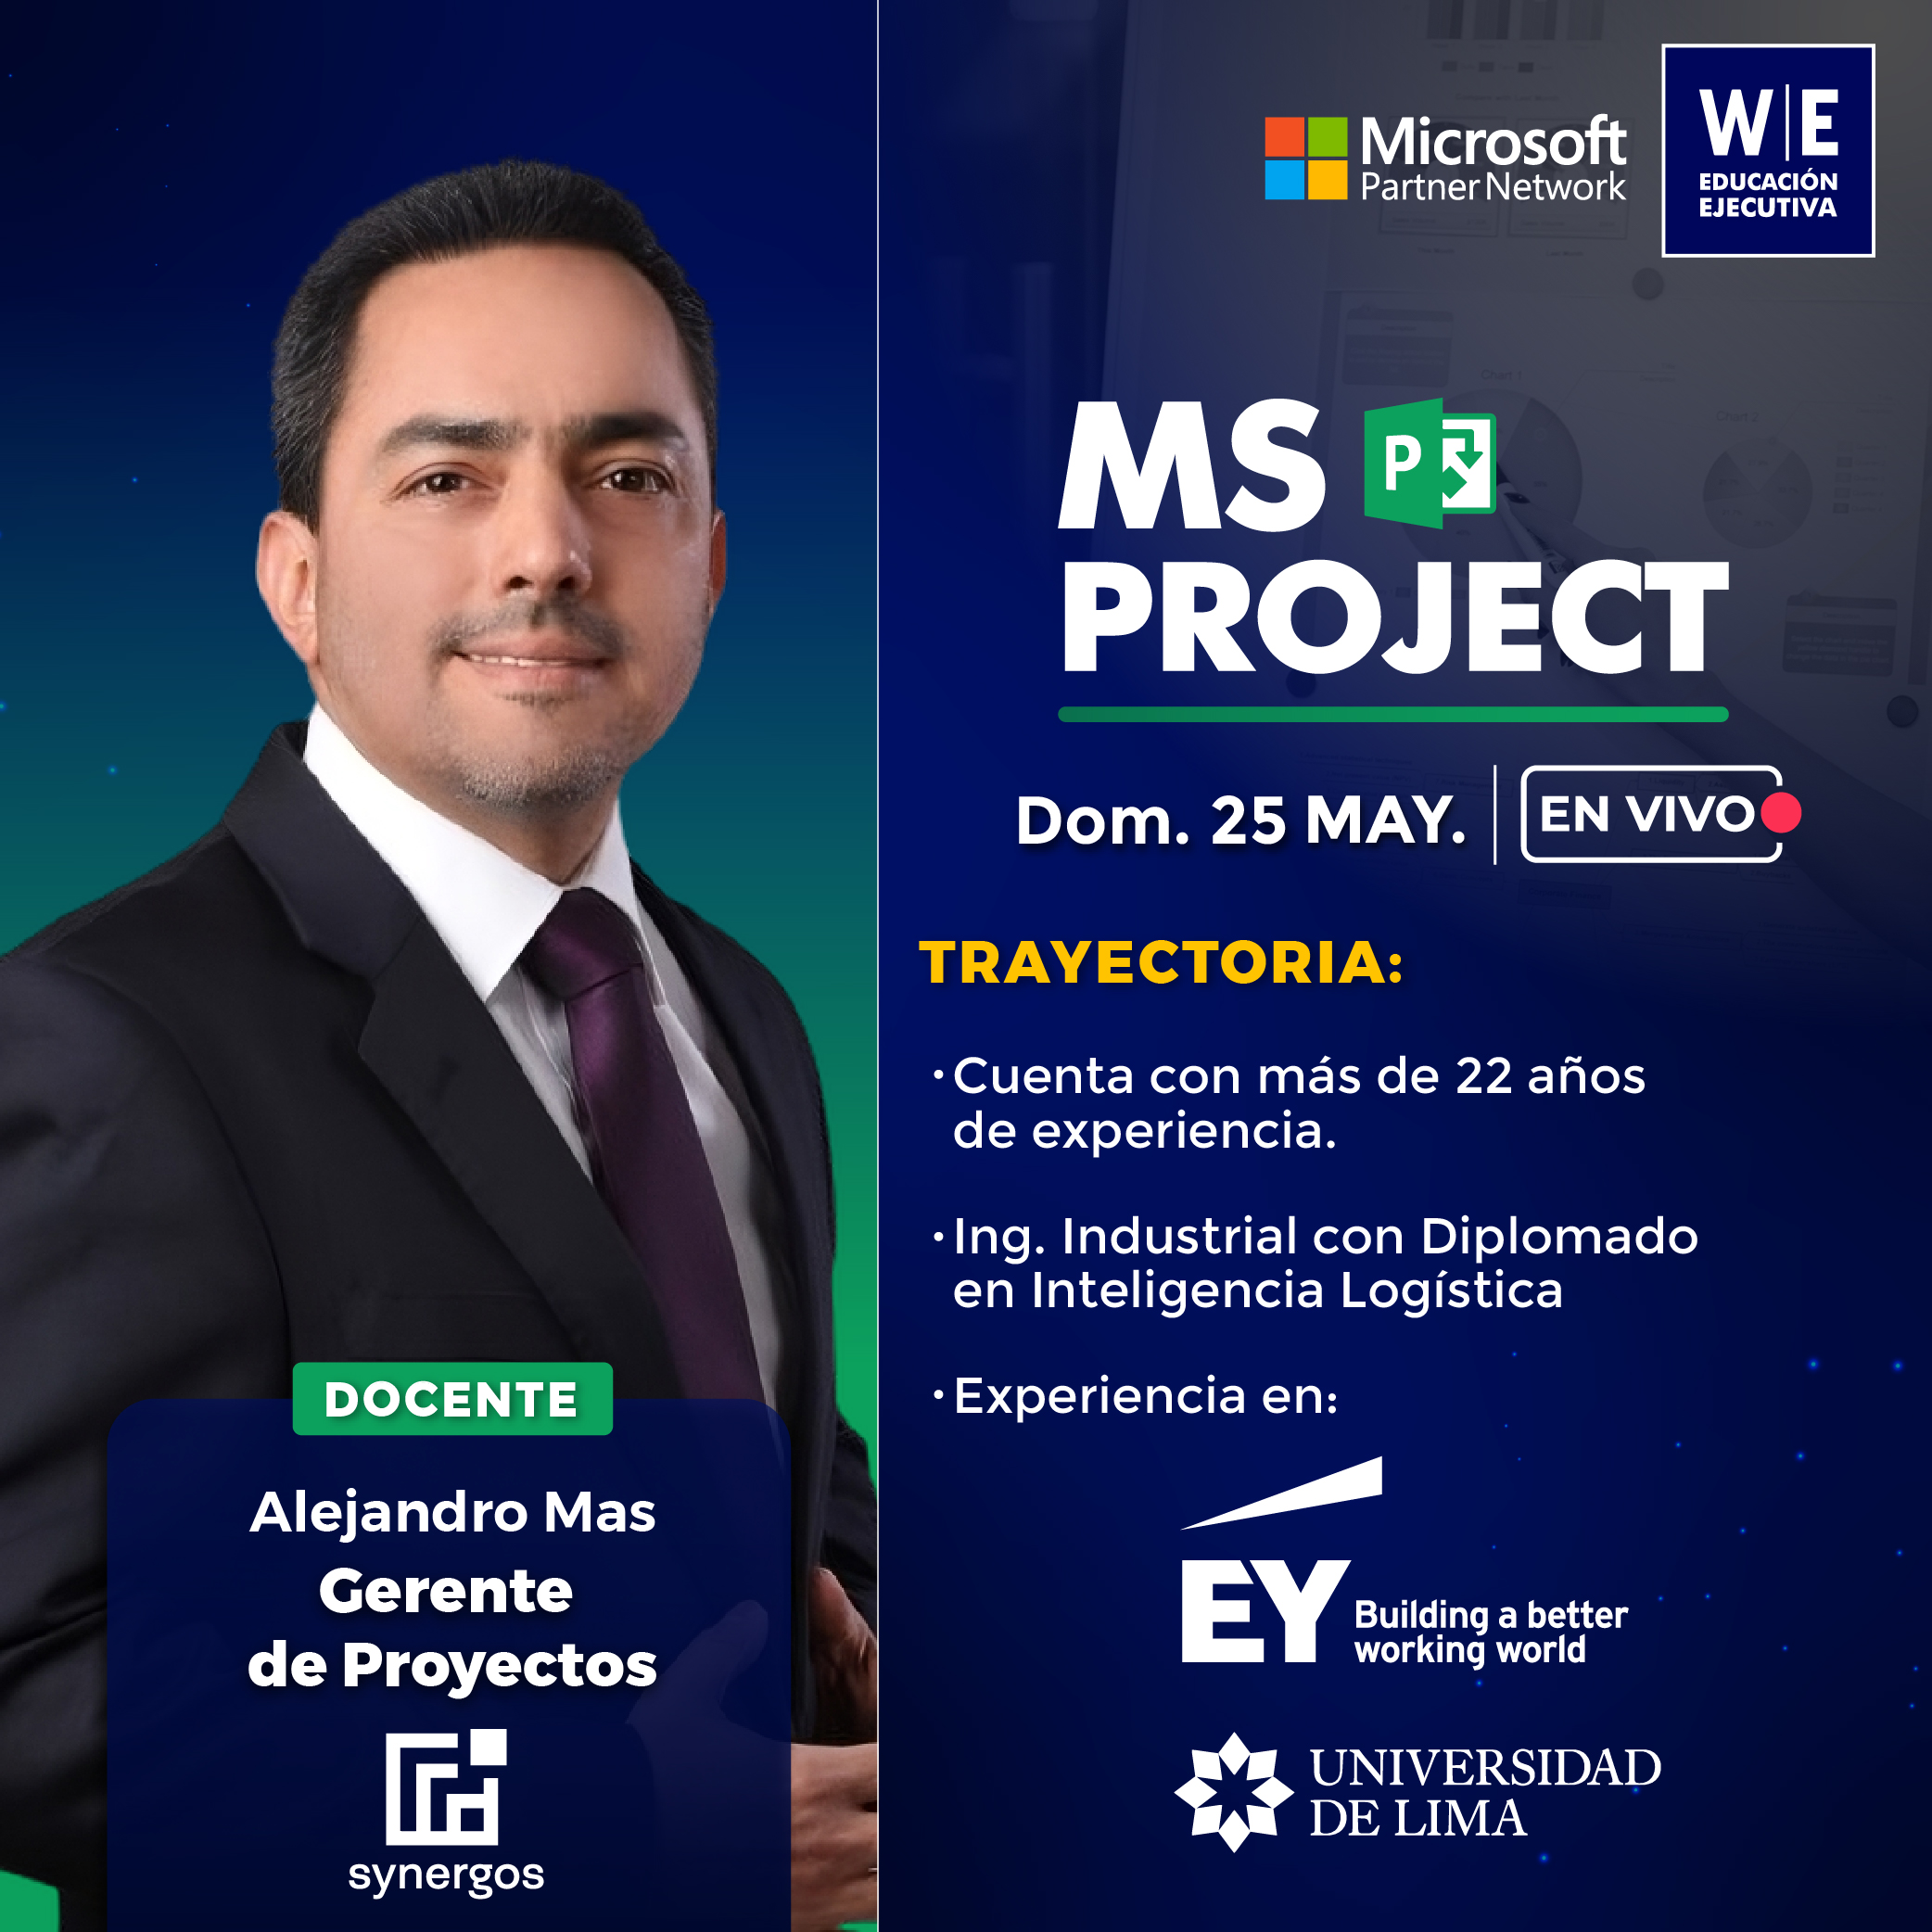 Microsoft
Partner Network
W|E
EDUCACIÓN
EJECUTIVA
MS
P
PROJECT
Dom. 25 MAY.
EN VIVO
TRAYECTORIA:
· Cuenta con más de 22 años
de experiencia.
· Ing. Industrial con Diplomado
en Inteligencia Logística
· Experiencia en:
EY
Building a better
working world
UNIVERSIDAD
DE LIMA
DOCENTE
Alejandro Mas
Gerente
de Proyectos
synergos